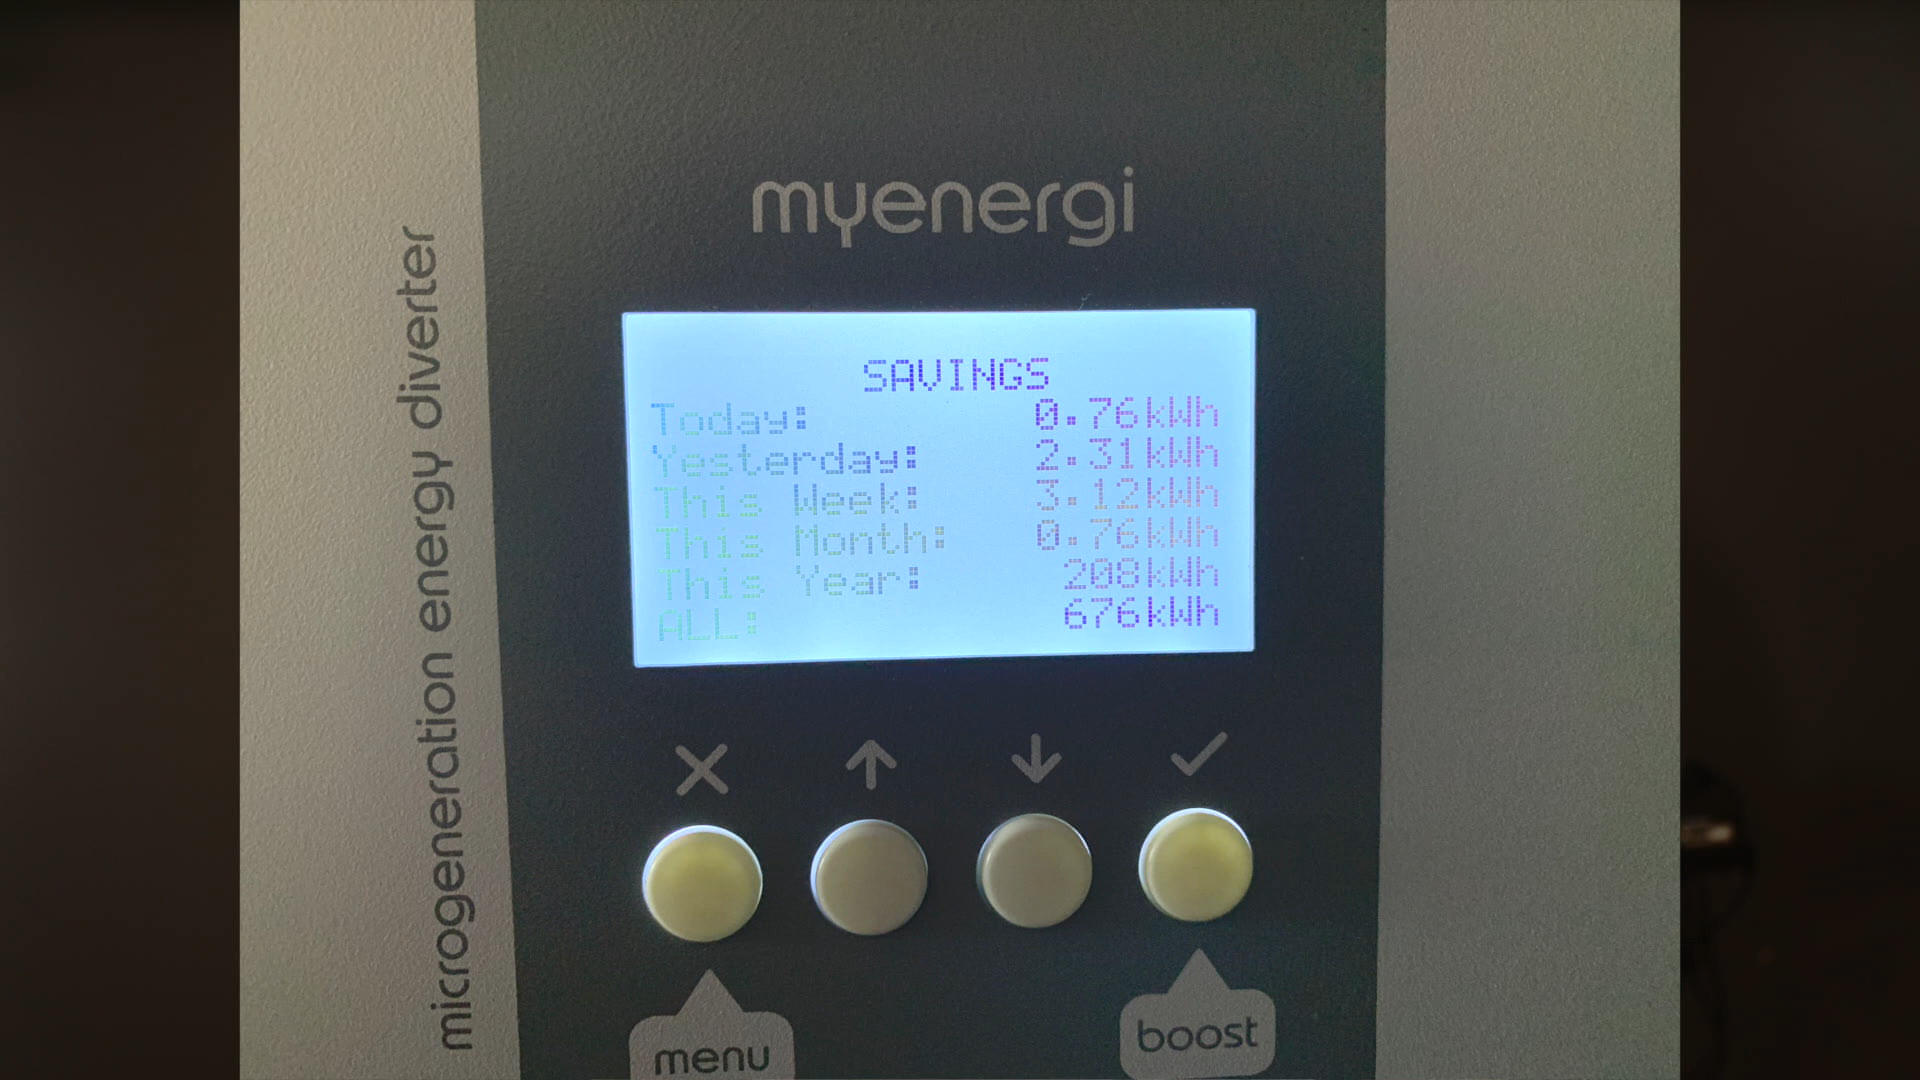 myenergi
microgeneration energy diverter
SAVINGS
Today: 0.76kWh
Yesterday: 2.31kWh
This Week: 3.12kWh
This Month: 0.76kWh
This Year: 208kWh
ALL: 676kWh
menu
boost